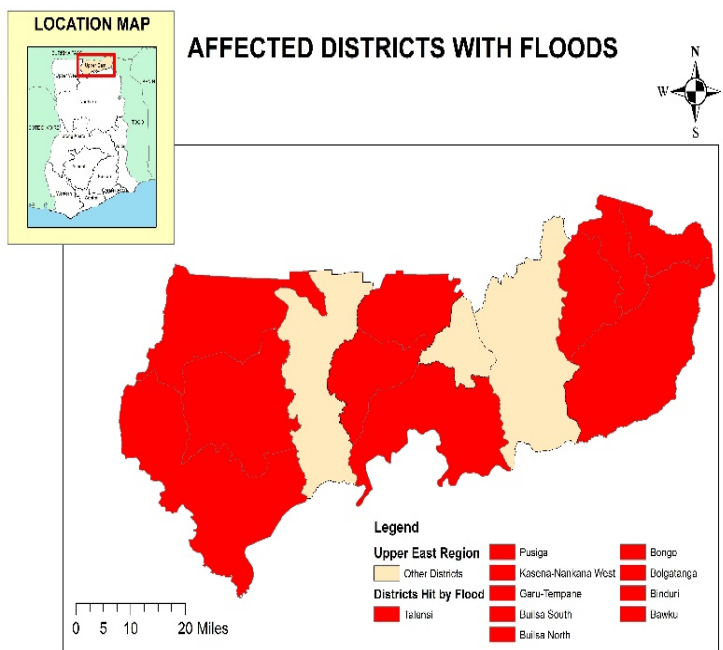 LOCATION MAP
AFFECTED DISTRICTS WITH FLOODS
N
W
S
TOGO
Legend
Upper East Region
Other Districts
Districts Hit by Flood
Talensi
Pusiga
Kasena-Nankana West
Garu-Tempane
Builsa South
Builsa North
Bongo
Bolgatanga
Binduri
Bawku
0 5 10 20 Miles